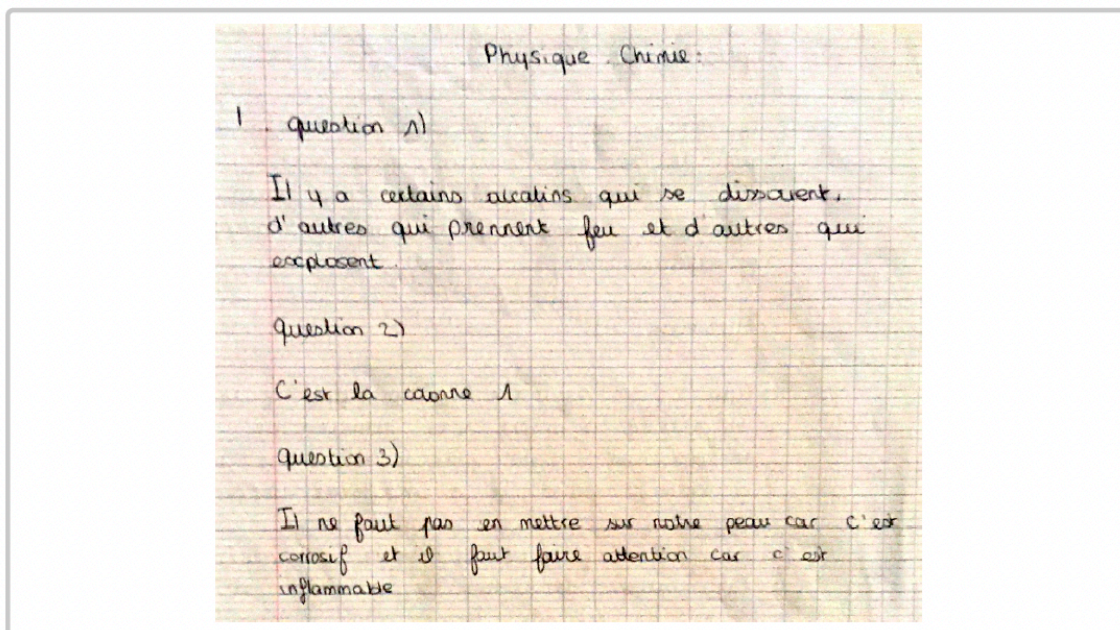 Physique Chimie :
1. question 1)
Il y a certains alcalins qui se dissolvent,
d'autres qui prennent feu et d'autres qui
explosent.
question 2)
C'est la colonne 1
question 3)
Il ne faut pas en mettre sur notre peau car c'est
corrosif et il faut faire attention car c'est
inflammable